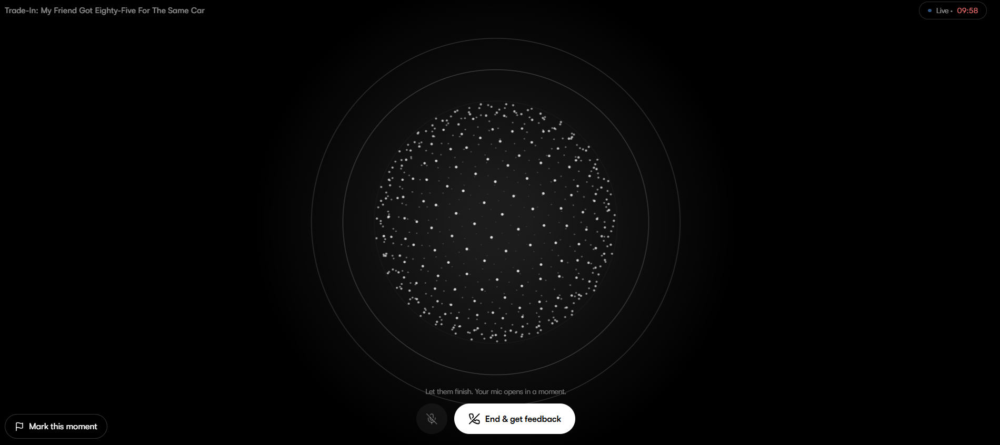 Trade-In: My Friend Got Eighty-Five For The Same Car
Live • 09:58
Let them finish. Your mic opens in a moment.
End & get feedback
Mark this moment